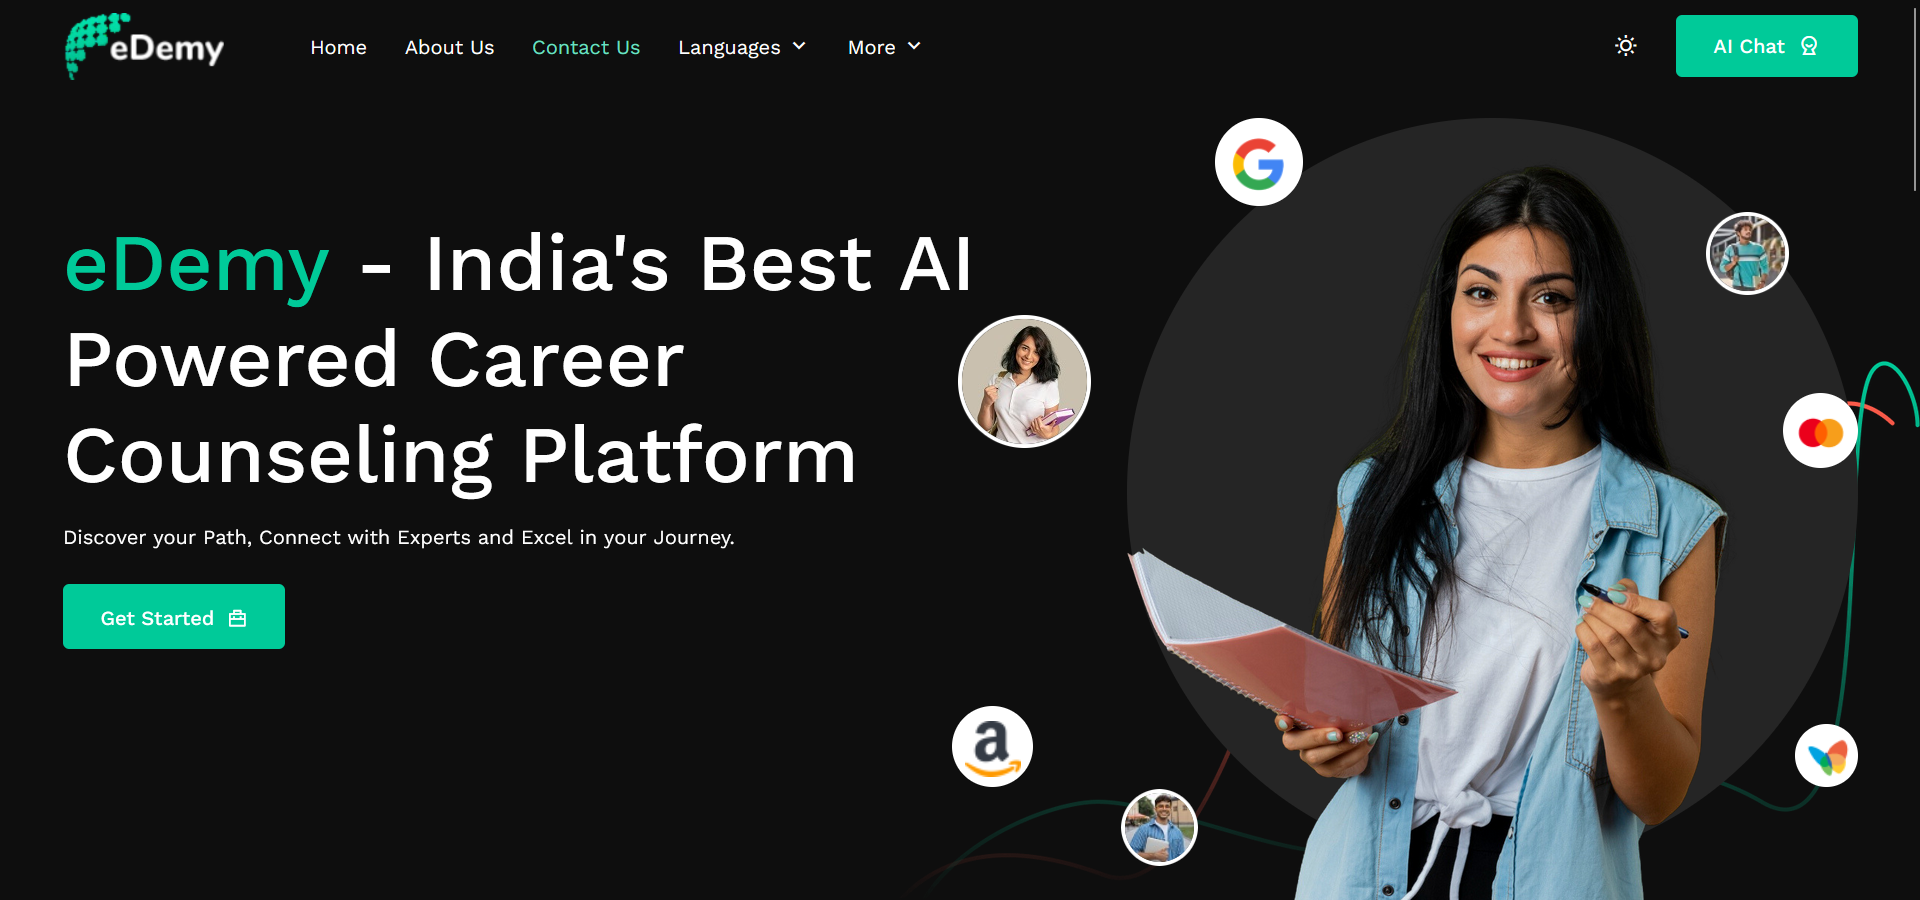 eDemy
Home
About Us
Contact Us
Languages
More
AI Chat
eDemy - India's Best AI
Powered Career
Counseling Platform
Discover your Path, Connect with Experts and Excel in your Journey.
Get Started